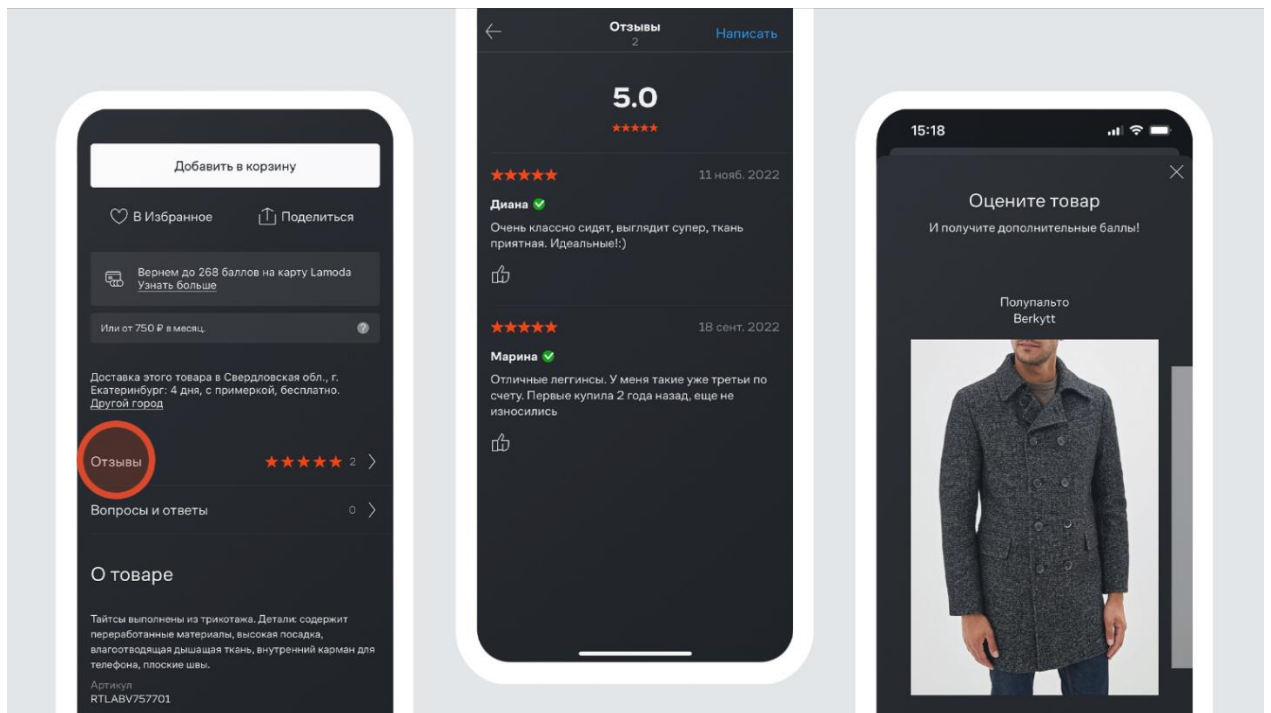 Добавить в корзину
В Избранное
Поделиться
Вернем до 268 баллов на карту Lamoda
Узнать больше
Или от 750 ₽ в месяц.
?
Доставка этого товара в Свердловская обл., г.
Екатеринбург: 4 дня, с примеркой, бесплатно.
Другой город
Отзывы 2
Вопросы и ответы 0
О товаре
Тайтсы выполнены из трикотажа. Детали: содержит
переработанные материалы, высокая посадка,
влагоотводящая дышащая ткань, внутренний карман для
телефона, плоские швы.
Артикул
RTLABV757701
Отзывы
2
Написать
5.0
11 нояб. 2022
Диана
Очень классно сидят, выглядит супер, ткань
приятная. Идеальные!:)
18 сент. 2022
Марина
Отличные леггинсы. У меня такие уже третьи по
счету. Первые купила 2 года назад, еще не
износились
15:18
Оцените товар
И получите дополнительные баллы!
Полупальто
Berkytt